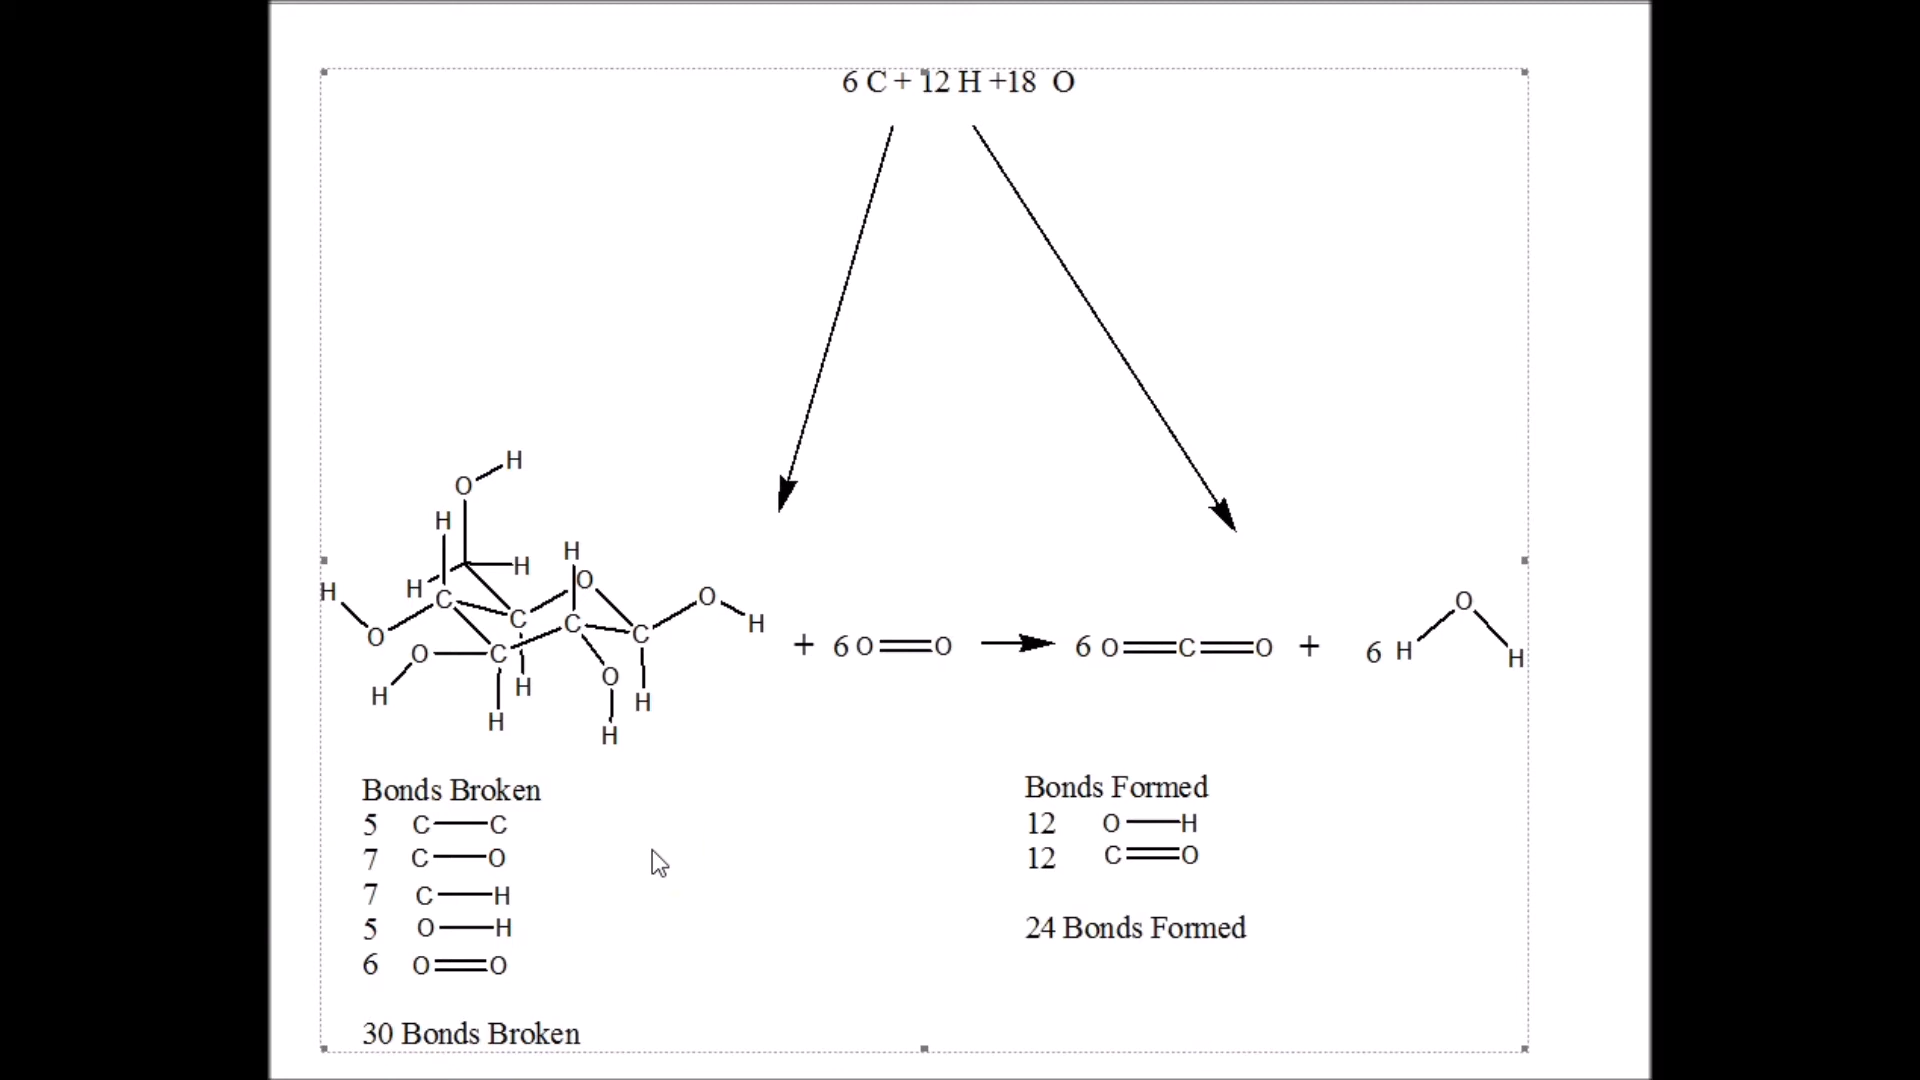 6 C + 12 H +18 O
H
O
H
H
H
O
H
H
C
O
H
C
C
O
H
O
C
C
O
H
O
H
H
H
H
+ 6 O O
6 O C O +
6 H O H
Bonds Broken
5 C C
7 C O
7 C H
5 O H
6 O O
30 Bonds Broken
Bonds Formed
12 O H
12 C O
24 Bonds Formed